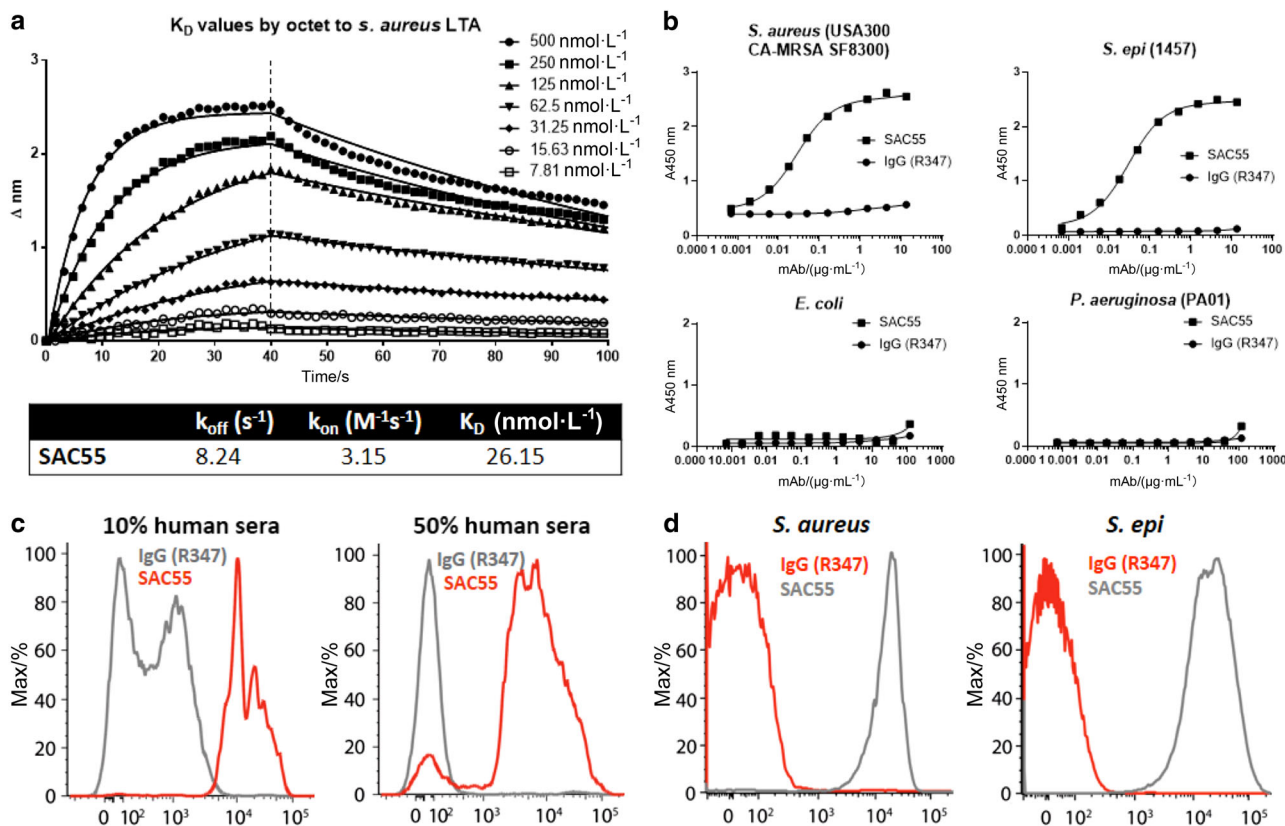 a
K_D values by octet to s. aureus LTA
500 nmol·L⁻¹
250 nmol·L⁻¹
125 nmol·L⁻¹
62.5 nmol·L⁻¹
31.25 nmol·L⁻¹
15.63 nmol·L⁻¹
7.81 nmol·L⁻¹
3
2
1
0
Δ nm
0 10 20 30 40 50 60 70 80 90 100
Time/s
k_off (s⁻¹) k_on (M⁻¹s⁻¹) K_D (nmol·L⁻¹)
SAC55 8.24 3.15 26.15
b
S. aureus (USA300
CA-MRSA SF8300)
3
2
1
0
A450 nm
SAC55
IgG (R347)
0.000 1 0.001 0.01 0.1 1 10 100
mAb/(µg·mL⁻¹)
S. epi (1457)
3
2
1
0
A450 nm
SAC55
IgG (R347)
0.000 1 0.001 0.01 0.1 1 10 100
mAb/(µg·mL⁻¹)
E. coli
2
1
0
A450 nm
SAC55
IgG (R347)
0.000 1 0.001 0.01 0.1 1 10 100 1000
mAb/(µg·mL⁻¹)
P. aeruginosa (PA01)
2
1
0
A450 nm
SAC55
IgG (R347)
0.000 1 0.001 0.01 0.1 1 10 100 1000
mAb/(µg·mL⁻¹)
c
10% human sera
IgG (R347)
SAC55
100
80
60
40
20
0
Max/%
0 10² 10³ 10⁴ 10⁵
50% human sera
IgG (R347)
SAC55
100
80
60
40
20
0
Max/%
0 10² 10³ 10⁴ 10⁵
d
S. aureus
IgG (R347)
SAC55
100
80
60
40
20
0
Max/%
0 10² 10³ 10⁴ 10⁵
S. epi
IgG (R347)
SAC55
100
80
60
40
20
0
Max/%
0 10² 10³ 10⁴ 10⁵